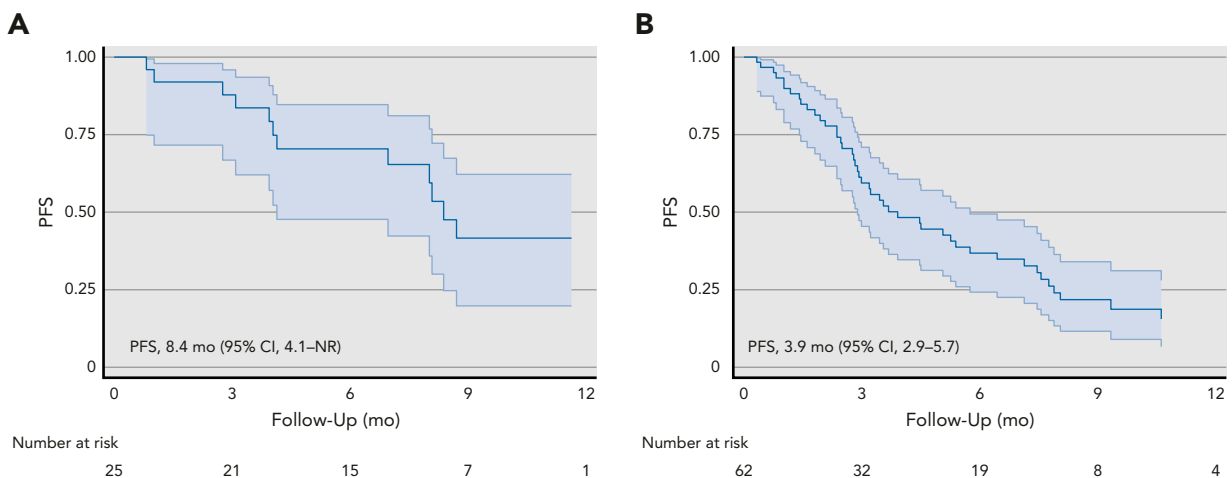 A
1.00
0.75
0.50
0.25
0
PFS
PFS, 8.4 mo (95% CI, 4.1–NR)
0 3 6 9 12
Follow-Up (mo)
Number at risk
25 21 15 7 1
B
1.00
0.75
0.50
0.25
0
PFS
PFS, 3.9 mo (95% CI, 2.9–5.7)
0 3 6 9 12
Follow-Up (mo)
Number at risk
62 32 19 8 4